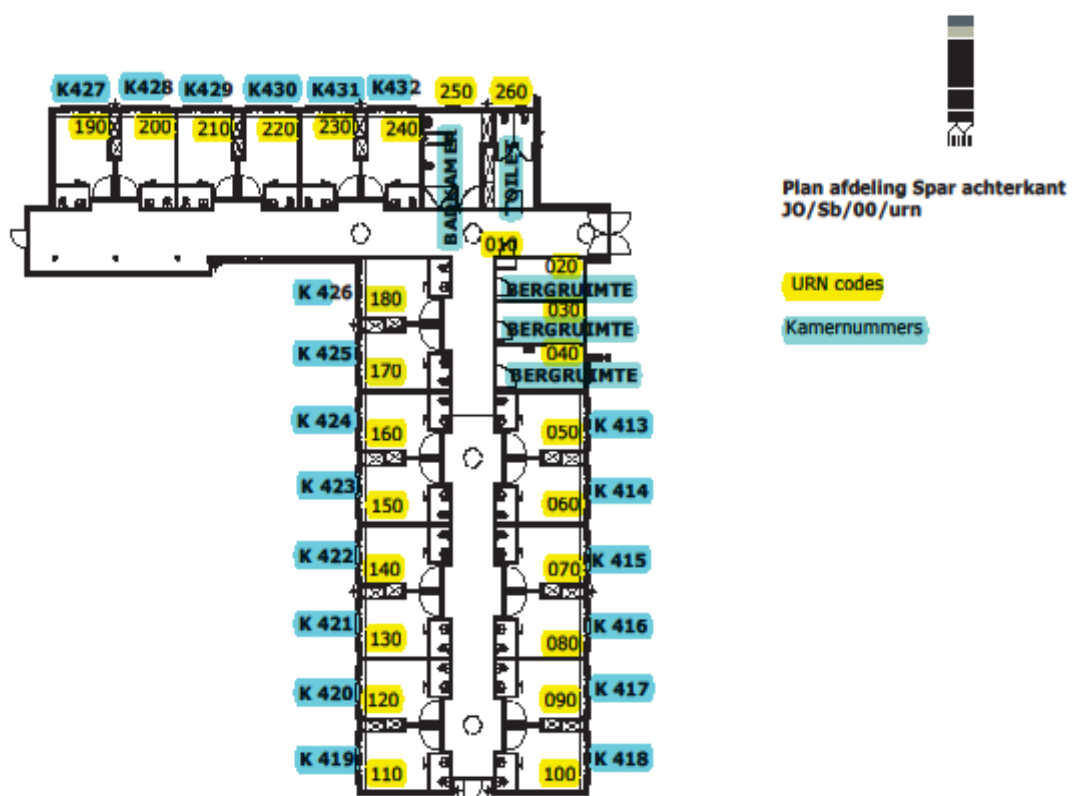 K427 K428 K429 K430 K431 K432 250 260
190 200 210 220 230 240
BADKAMER
TOILET
Plan afdeling Spar achterkant
JO/Sb/00/urn
010
020
K 426 180 BERGRUIMTE
URN codes
030
BERGRUIMTE
Kamernummers
040
K 425 170 BERGRUIMTE
K 424 160 050 K 413
K 423 150 060 K 414
K 422 140 070 K 415
K 421 130 080 K 416
K 420 120 090 K 417
K 419 110 100 K 418